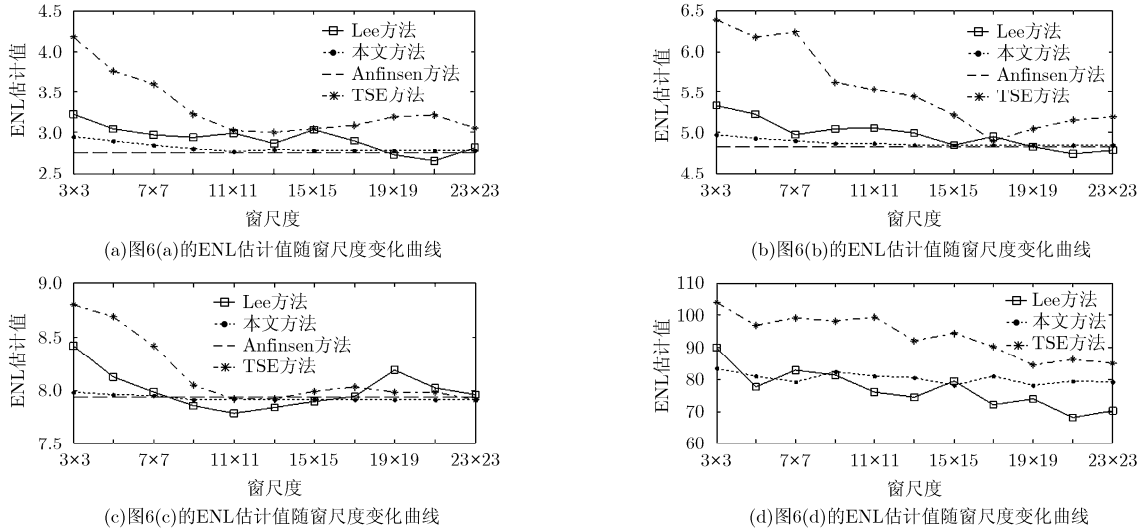 4.5
4.0
3.5
3.0
2.5
ENL估计值
Lee方法
本文方法
Anfinsen方法
TSE方法
3×3
7×7
11×11
15×15
19×19
23×23
窗尺度
(a)图6(a)的ENL估计值随窗尺度变化曲线
6.5
6.0
5.5
5.0
4.5
ENL估计值
Lee方法
本文方法
Anfinsen方法
TSE方法
3×3
7×7
11×11
15×15
19×19
23×23
窗尺度
(b)图6(b)的ENL估计值随窗尺度变化曲线
9.0
8.5
8.0
7.5
ENL估计值
Lee方法
本文方法
Anfinsen方法
TSE方法
3×3
7×7
11×11
15×15
19×19
23×23
窗尺度
(c)图6(c)的ENL估计值随窗尺度变化曲线
110
100
90
80
70
60
ENL估计值
Lee方法
本文方法
TSE方法
3×3
7×7
11×11
15×15
19×19
23×23
窗尺度
(d)图6(d)的ENL估计值随窗尺度变化曲线